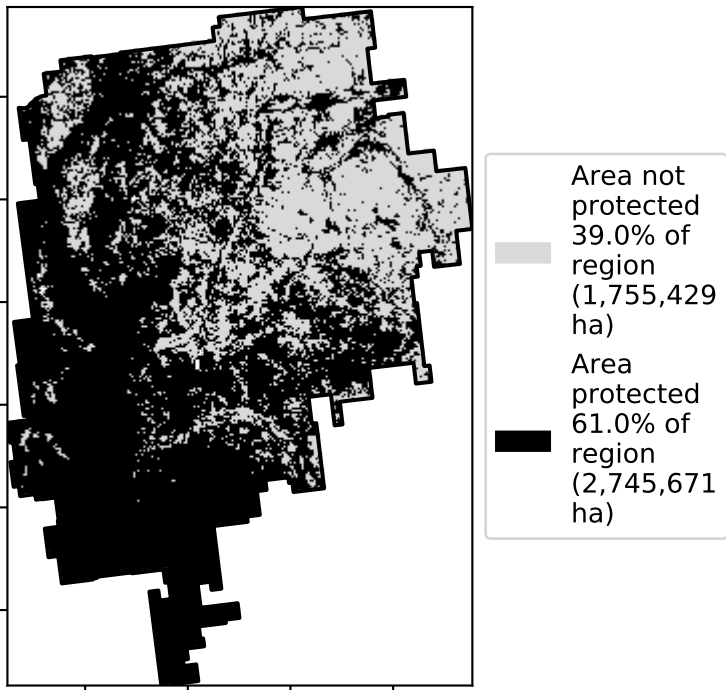 Area not
protected
39.0% of
region
(1,755,429
ha)
Area
protected
61.0% of
region
(2,745,671
ha)